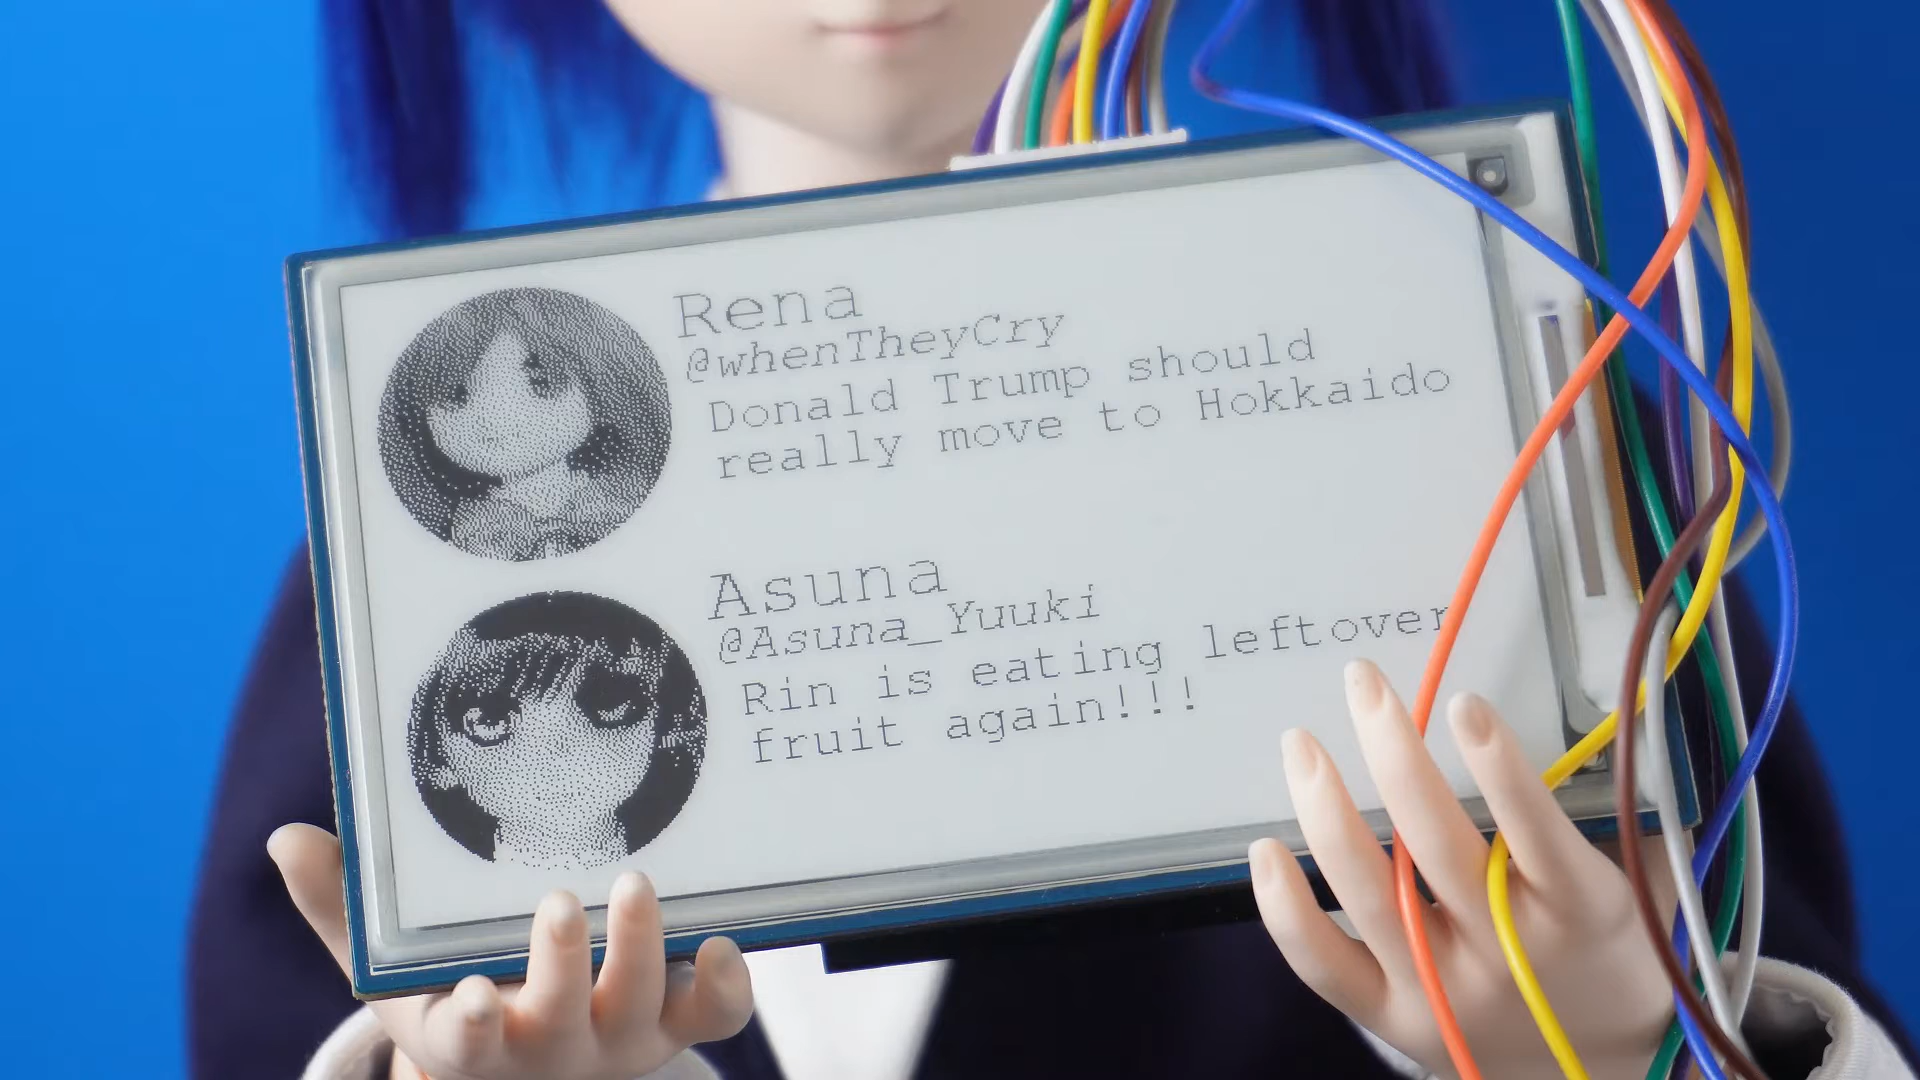 Rena
@whenTheyCry
Donald Trump should
really move to Hokkaido
Asuna
@Asuna_Yuuki
Rin is eating leftover
fruit again!!!